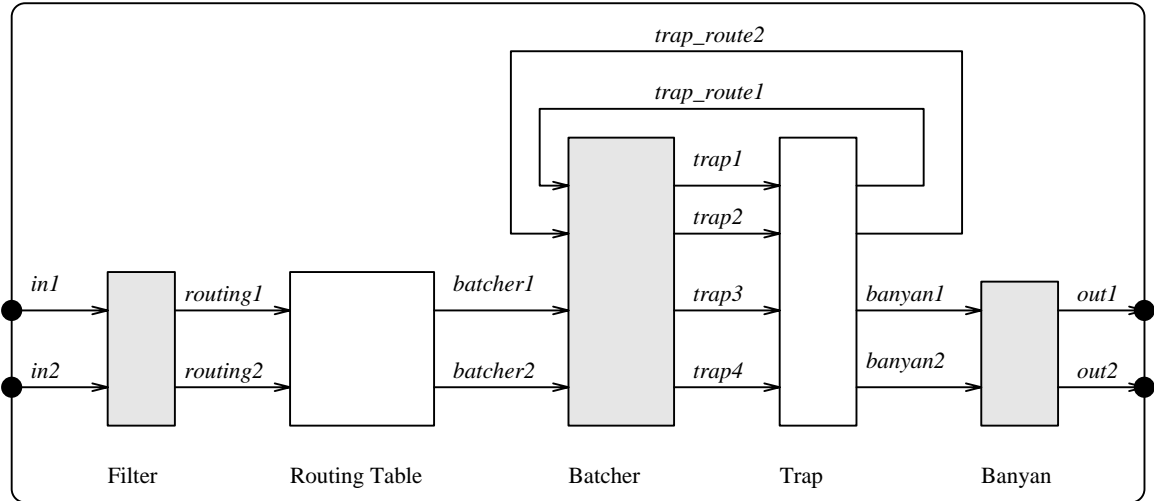 trap_route2
trap_route1
trap1
trap2
in1 routing1 batcher1 trap3 banyan1 out1
in2 routing2 batcher2 trap4 banyan2 out2
Filter Routing Table Batcher Trap Banyan